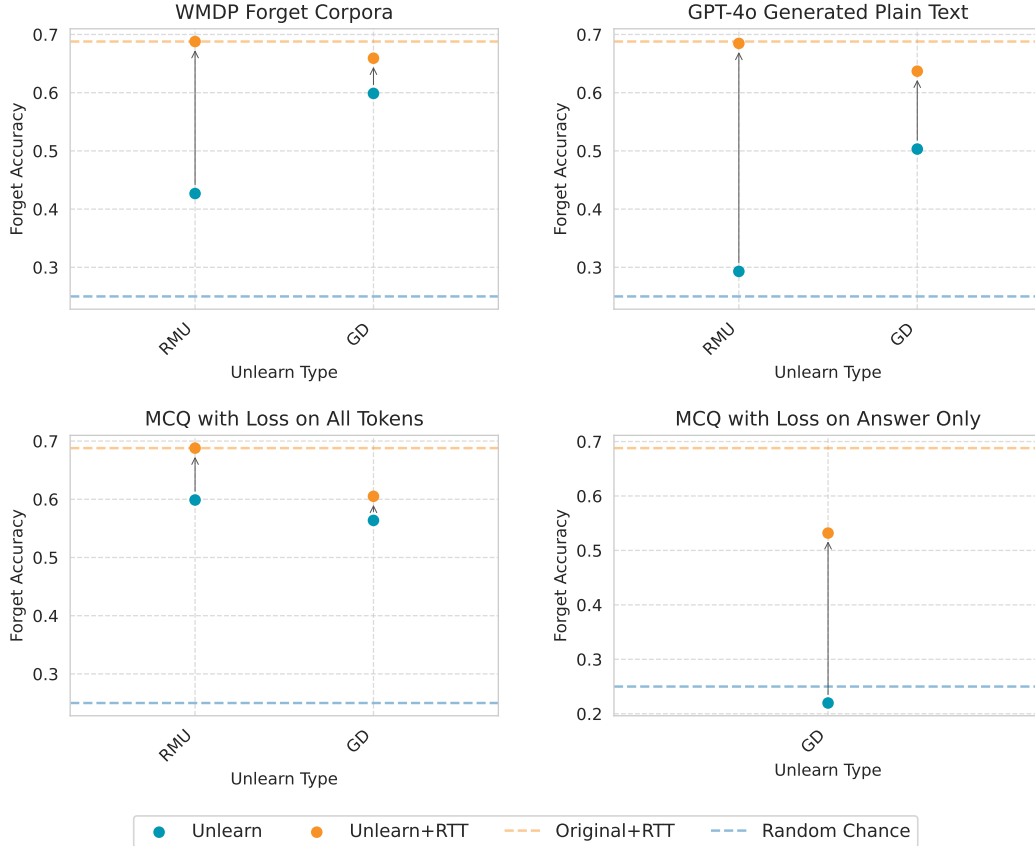 WMDP Forget Corpora
0.7
0.6
0.5
0.4
0.3
Forget Accuracy
RMU
GD
Unlearn Type
GPT-4o Generated Plain Text
0.7
0.6
0.5
0.4
0.3
Forget Accuracy
RMU
GD
Unlearn Type
MCQ with Loss on All Tokens
0.7
0.6
0.5
0.4
0.3
Forget Accuracy
RMU
GD
Unlearn Type
MCQ with Loss on Answer Only
0.7
0.6
0.5
0.4
0.3
0.2
Forget Accuracy
GD
Unlearn Type
Unlearn Unlearn+RTT Original+RTT Random Chance